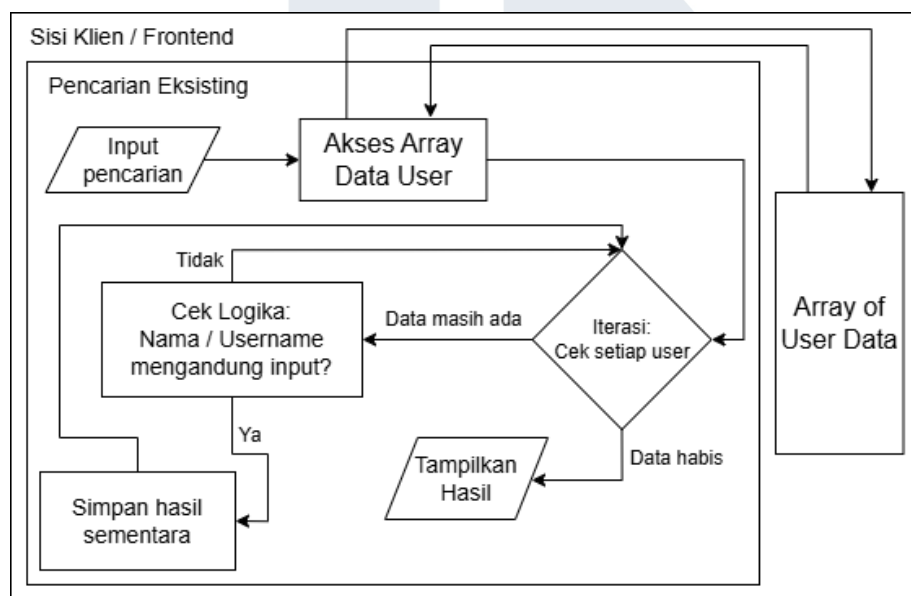 Sisi Klien / Frontend
Pencarian Eksisting
Input
pencarian
Akses Array
Data User
Tidak
Cek Logika:
Nama / Username
mengandung input?
Data masih ada
Iterasi:
Cek setiap user
Array of
User Data
Ya
Simpan hasil
sementara
Tampilkan
Hasil
Data habis